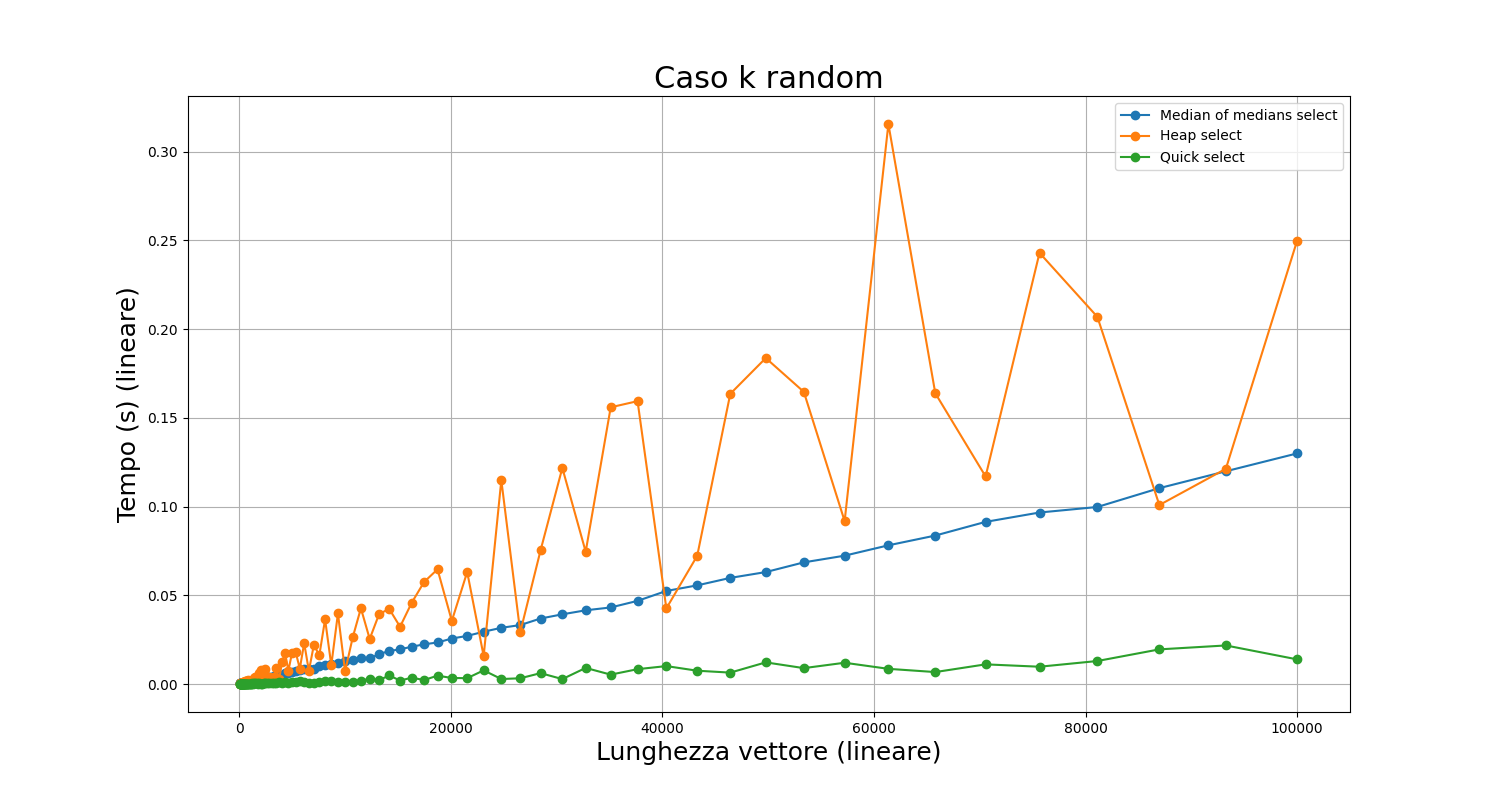 Caso k random
Median of medians select
Heap select
Quick select
Tempo (s) (lineare)
0.30
0.25
0.20
0.15
0.10
0.05
0.00
0 20000 40000 60000 80000 100000
Lunghezza vettore (lineare)